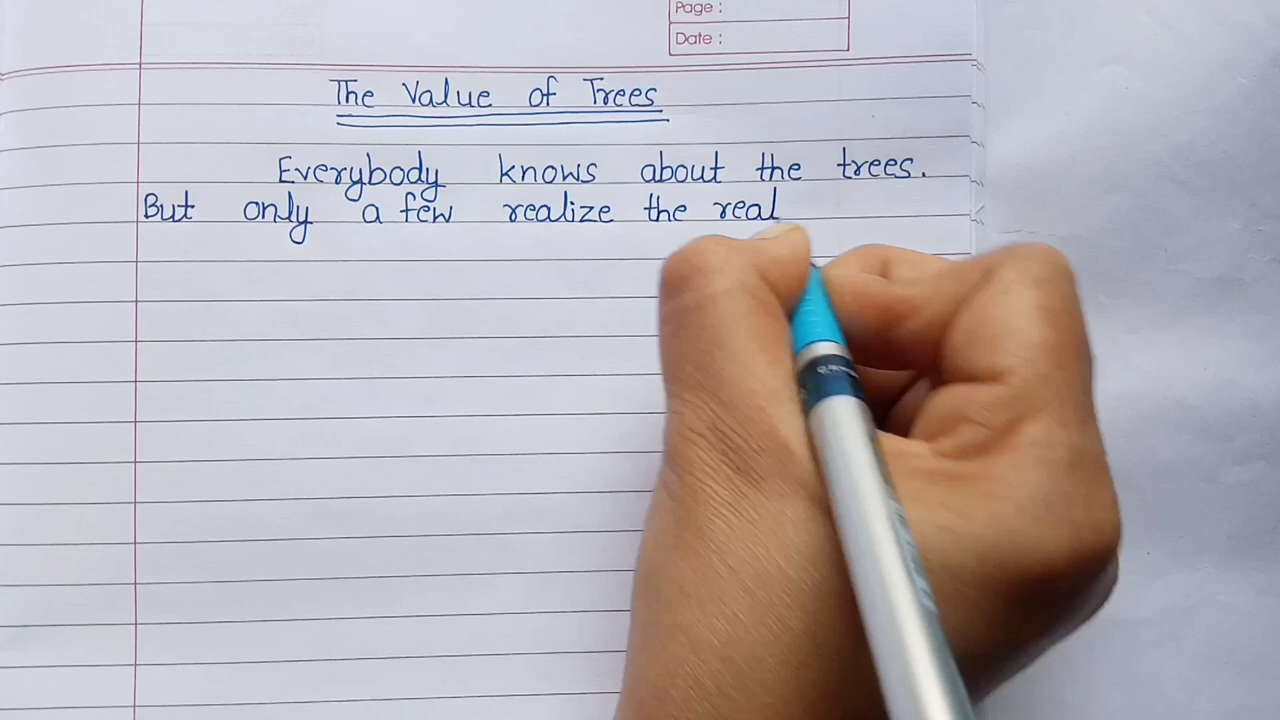 Page :
Date :
The Value of Trees
Everybody knows about the trees.
But only a few realize the real